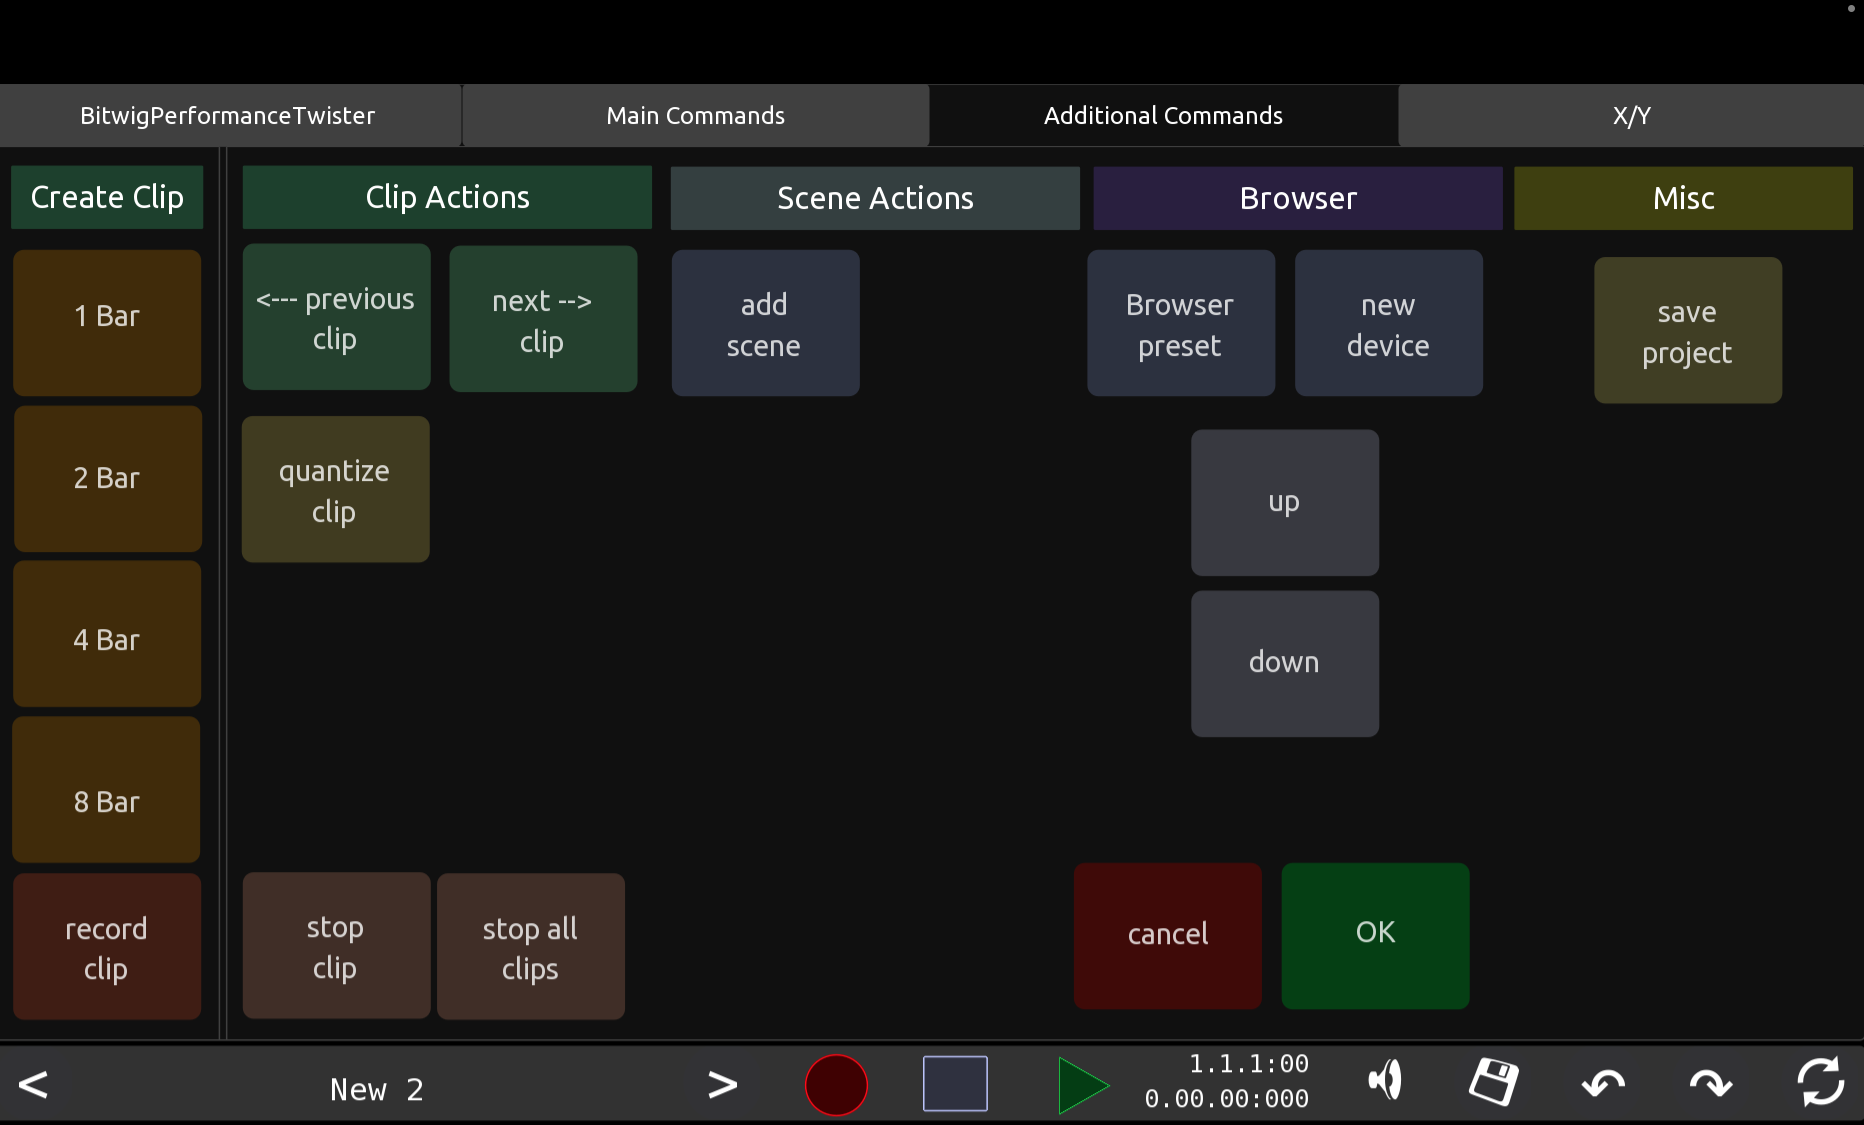 BitwigPerformanceTwister
Main Commands
Additional Commands
X/Y
Create Clip
Clip Actions
Scene Actions
Browser
Misc
1 Bar
2 Bar
4 Bar
8 Bar
record
clip
<--- previous
clip
next -->
clip
quantize
clip
stop
clip
stop all
clips
add
scene
Browser
preset
new
device
up
down
cancel
OK
save
project
<
New 2
>
1.1.1:00
0.00.00:000